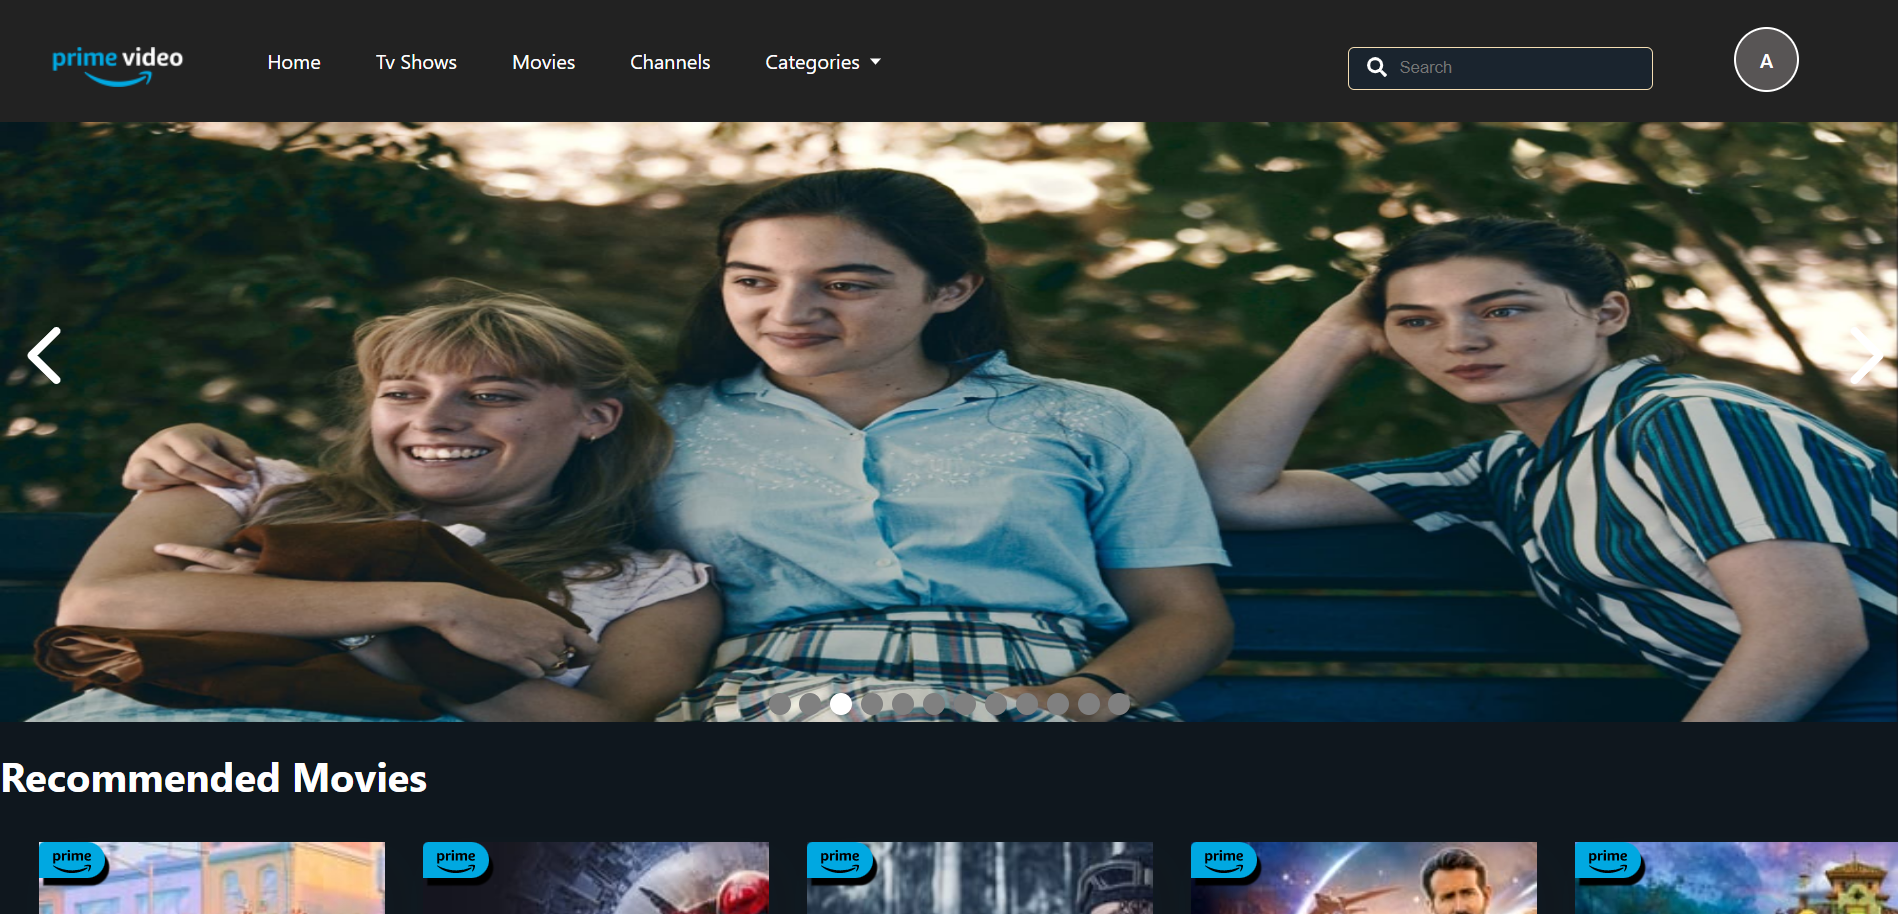 prime video
Home
Tv Shows
Movies
Channels
Categories
Search
A
Recommended Movies
prime
prime
prime
prime
prime